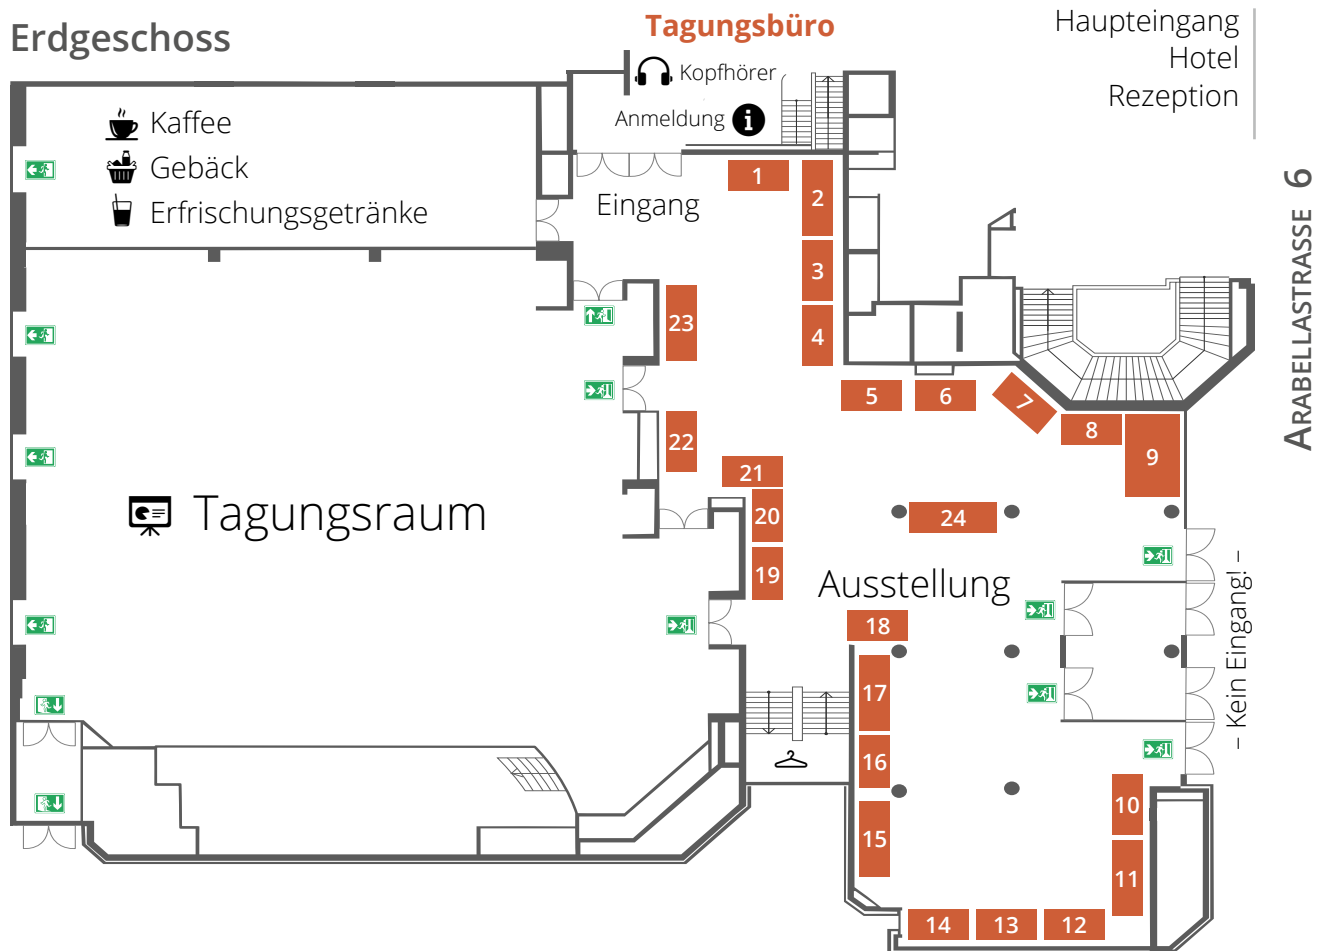 Erdgeschoss
Tagungsbüro
Haupteingang
Hotel
Rezeption
Kopfhörer
Anmeldung i
Kaffee
Gebäck
Erfrischungsgetränke
Eingang
1
2
3
4
5
6
7
8
9
10
11
12
13
14
15
16
17
18
19
20
21
22
23
24
Tagungsraum
Ausstellung
– Kein Eingang! –
ARABELLASTRASSE 6